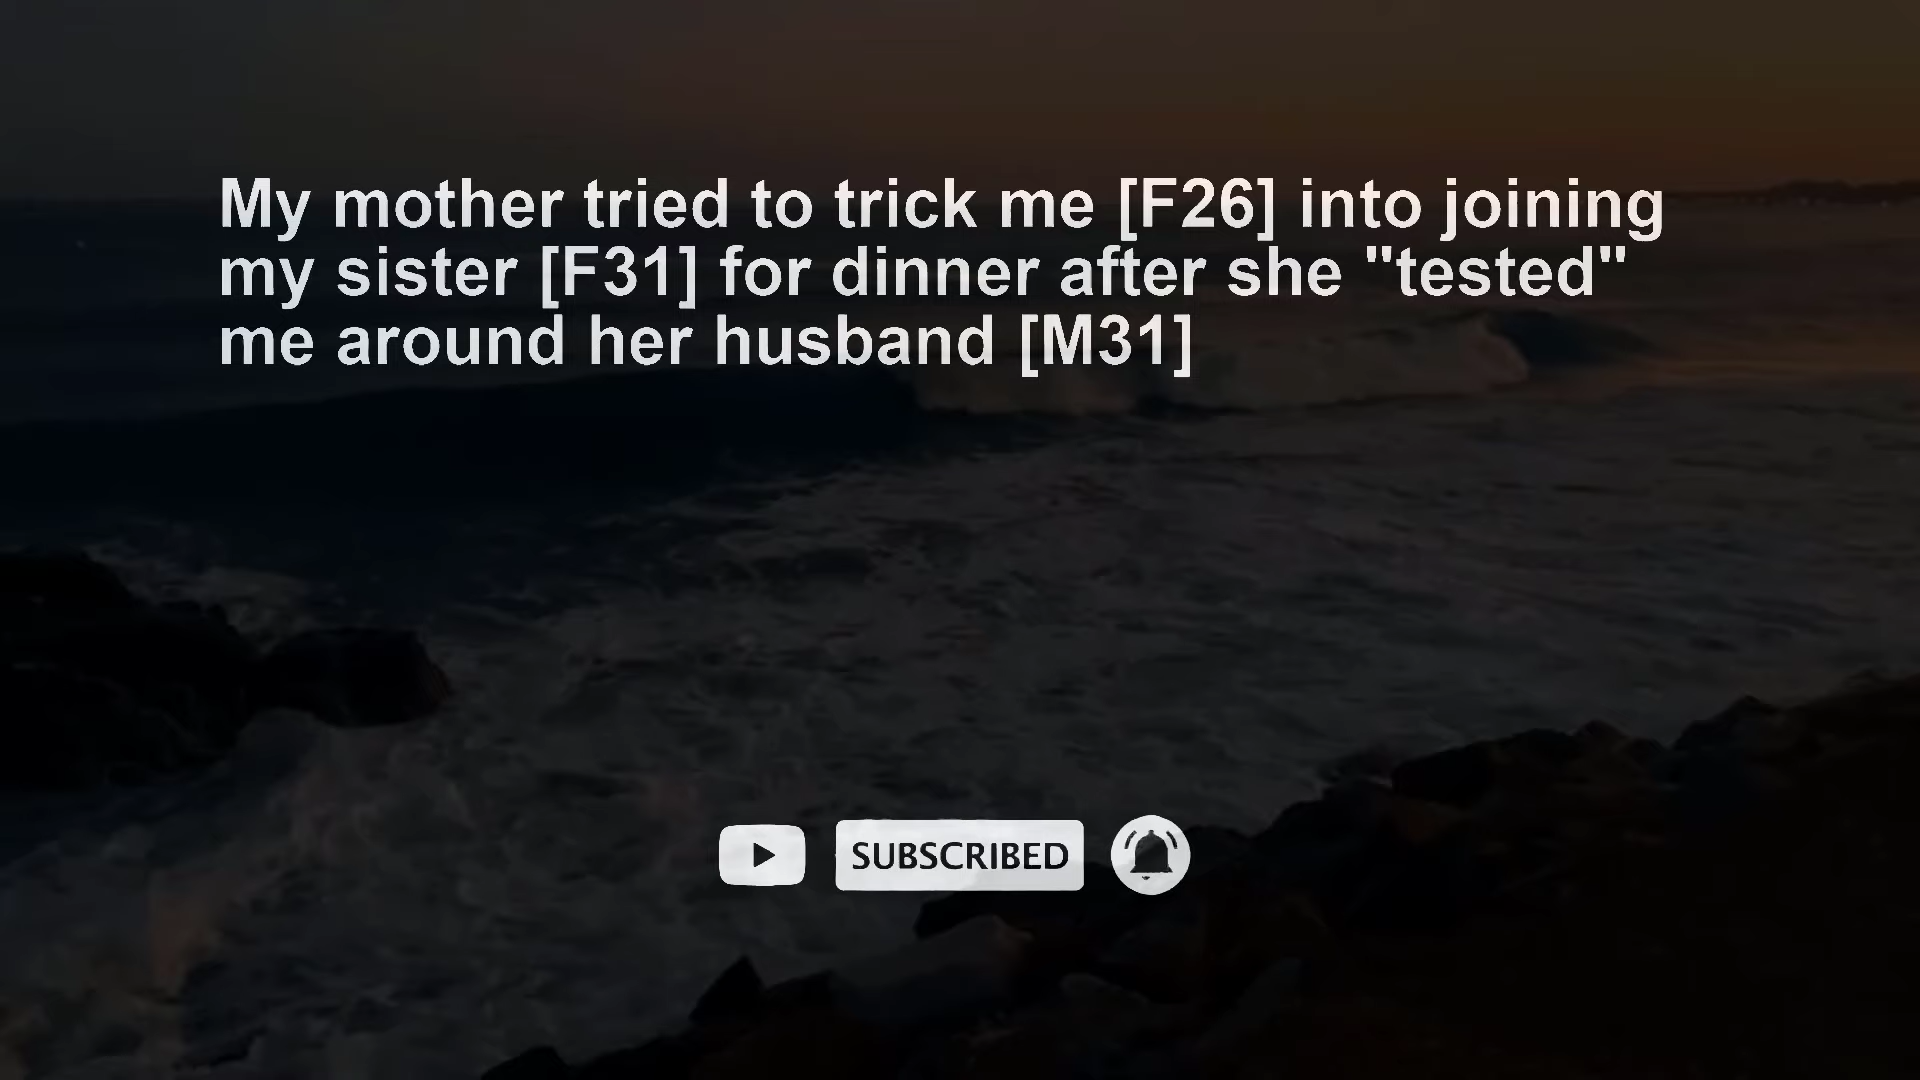 My mother tried to trick me [F26] into joining
my sister [F31] for dinner after she "tested"
me around her husband [M31]
SUBSCRIBED